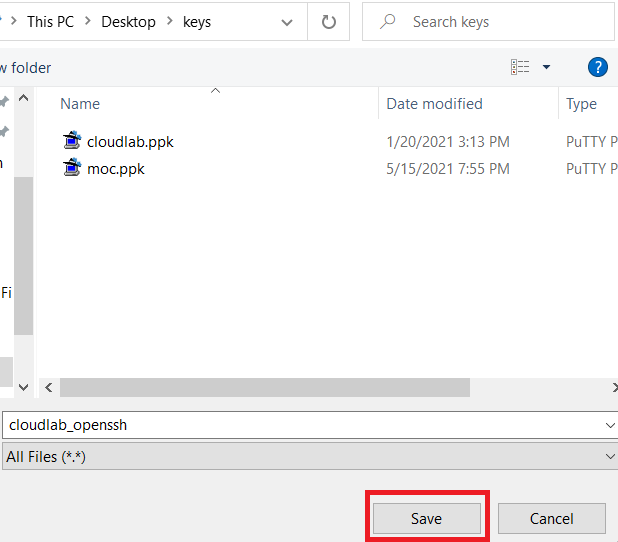 This PC > Desktop > keys
Search keys
w folder
?
Name
Date modified
Type
cloudlab.ppk
1/20/2021 3:13 PM
PuTTY P
moc.ppk
5/15/2021 7:55 PM
PuTTY P
n
Fi
cloudlab_openssh
All Files (*.*)
Save
Cancel